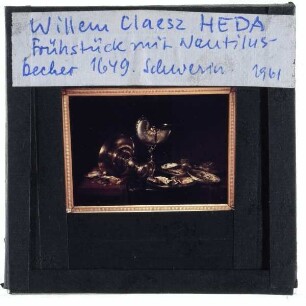 Willem Claesz HEDA
Frühstück mit Nautilus-
becher 1649. Schwerin 1961